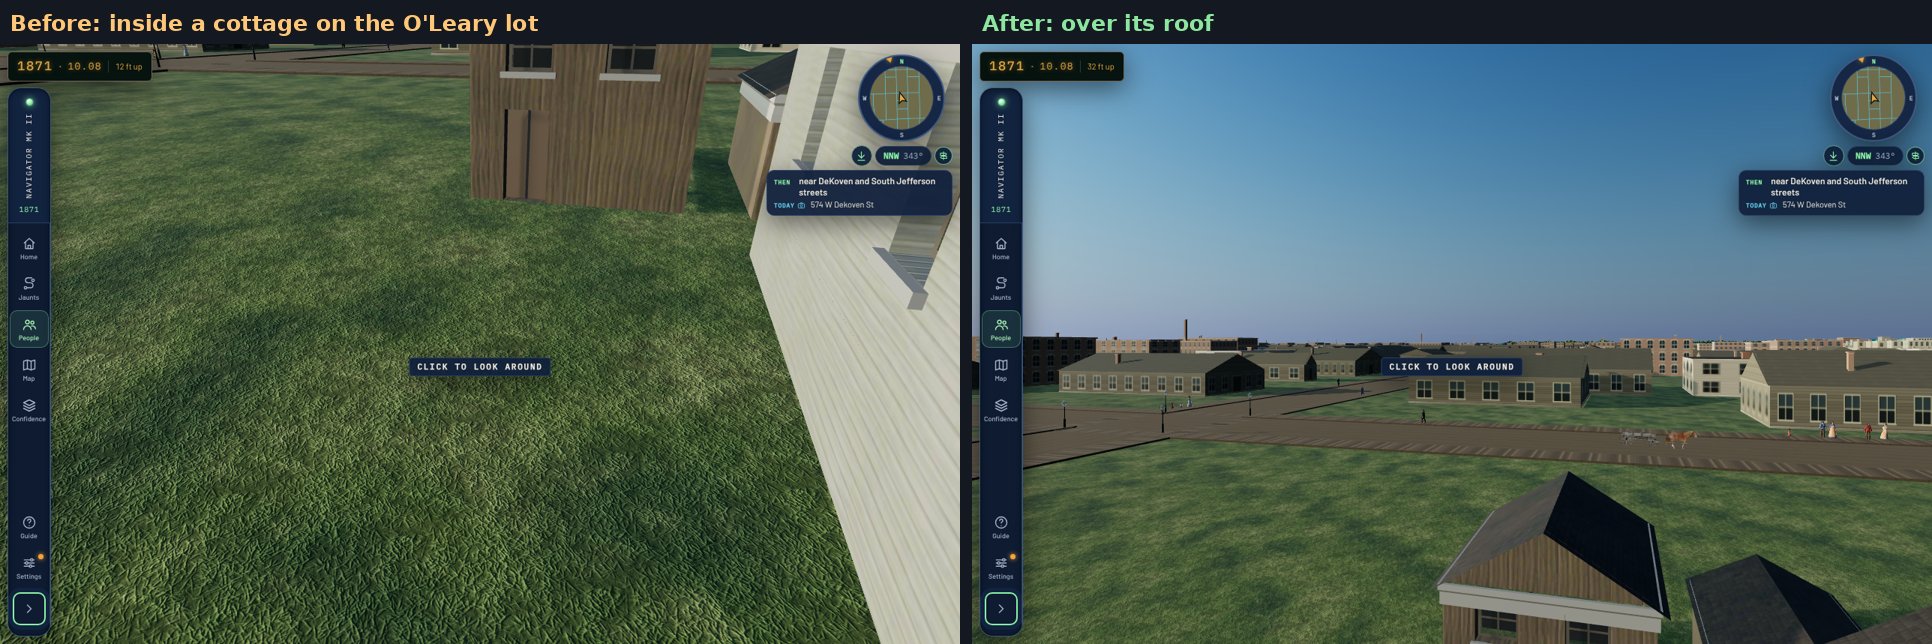 Before: inside a cottage on the O'Leary lot
1871 · 10.08 12 ft up
NAVIGATOR MK II
1871
Home
Jaunts
People
Map
Confidence
Guide
Settings
N
W E
S
NNW 343°
THEN near DeKoven and South Jefferson
streets
TODAY 574 W Dekoven St
CLICK TO LOOK AROUND
After: over its roof
1871 · 10.08 32 ft up
NAVIGATOR MK II
1871
Home
Jaunts
People
Map
Confidence
Guide
Settings
N
W E
S
NNW 343°
THEN near DeKoven and South Jefferson
streets
TODAY 574 W Dekoven St
CLICK TO LOOK AROUND